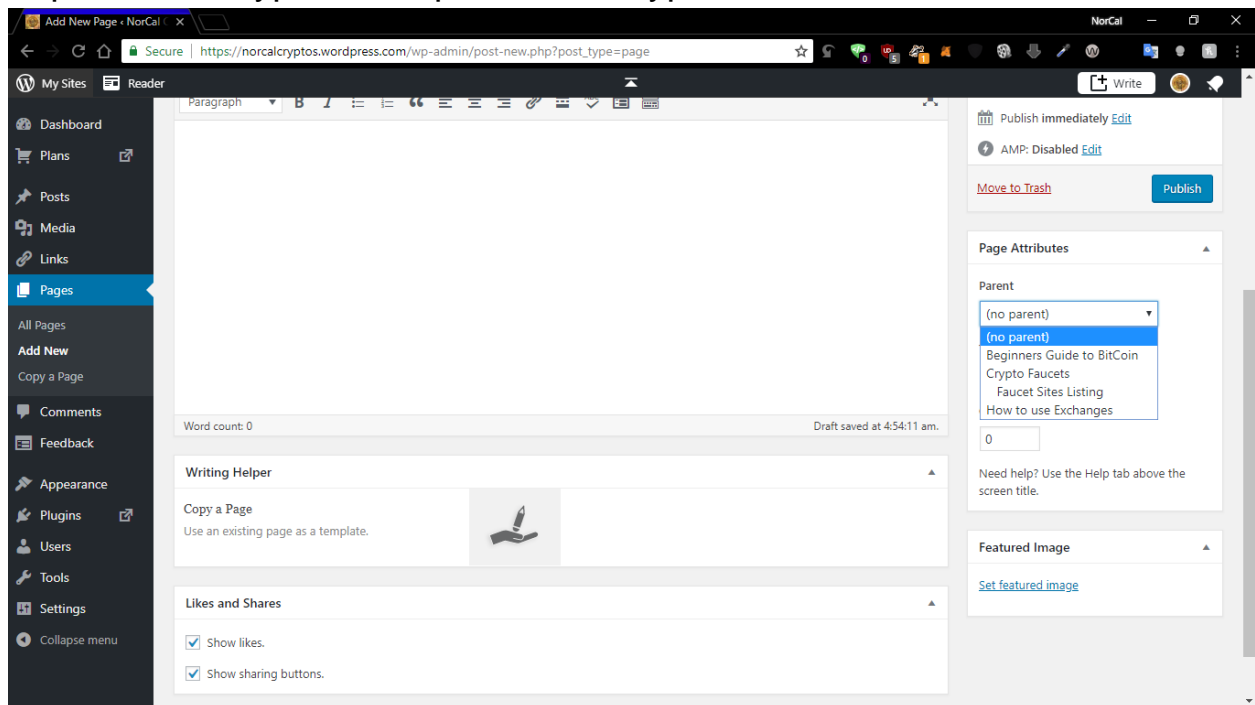 Add New Page ‹ NorCal C
NorCal
Secure | https://norcalcryptos.wordpress.com/wp-admin/post-new.php?post_type=page
0
5
1
My Sites
Reader
Write
Dashboard
Plans
Posts
Media
Links
Pages
All Pages
Add New
Copy a Page
Comments
Feedback
Appearance
Plugins
Users
Tools
Settings
Collapse menu
Paragraph
B I
Word count: 0
Draft saved at 4:54:11 am.
Writing Helper
Copy a Page
Use an existing page as a template.
Likes and Shares
Show likes.
Show sharing buttons.
Publish immediately Edit
AMP: Disabled Edit
Move to Trash
Publish
Page Attributes
Parent
(no parent)
(no parent)
Beginners Guide to BitCoin
Crypto Faucets
Faucet Sites Listing
How to use Exchanges
0
Need help? Use the Help tab above the
screen title.
Featured Image
Set featured image